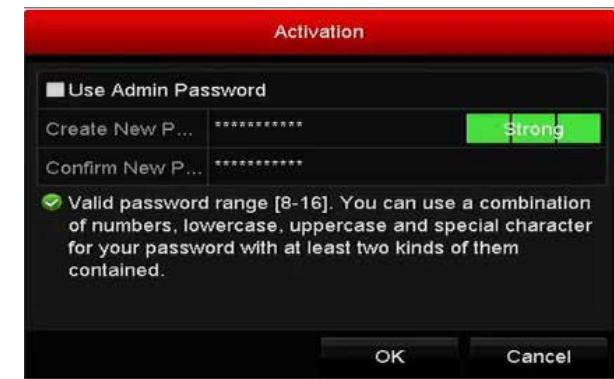 Activation
Use Admin Password
Create New P... *********** Strong
Confirm New P... ***********
Valid password range [8-16]. You can use a combination
of numbers, lowercase, uppercase and special character
for your password with at least two kinds of them
contained.
OK Cancel